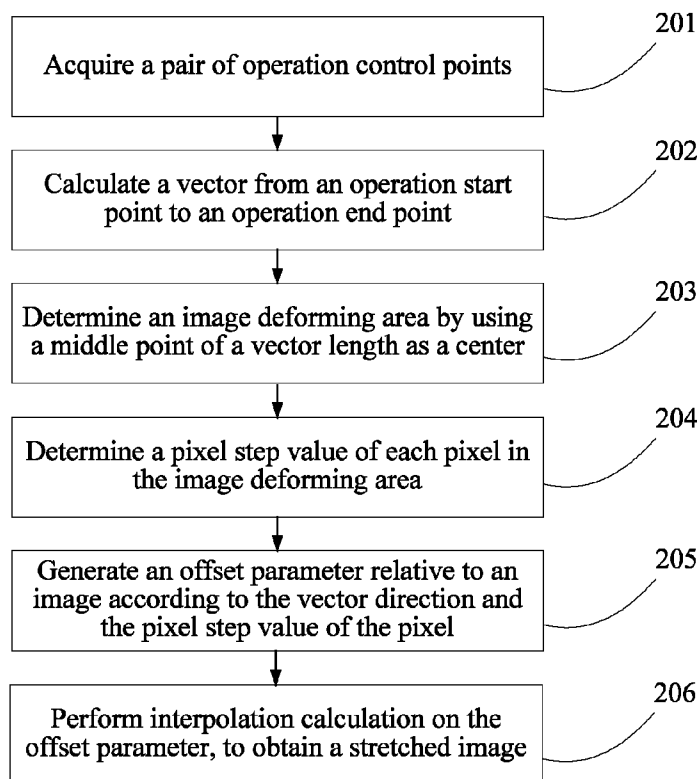 201
Acquire a pair of operation control points
202
Calculate a vector from an operation start
point to an operation end point
203
Determine an image deforming area by using
a middle point of a vector length as a center
204
Determine a pixel step value of each pixel in
the image deforming area
205
Generate an offset parameter relative to an
image according to the vector direction and
the pixel step value of the pixel
206
Perform interpolation calculation on the
offset parameter, to obtain a stretched image